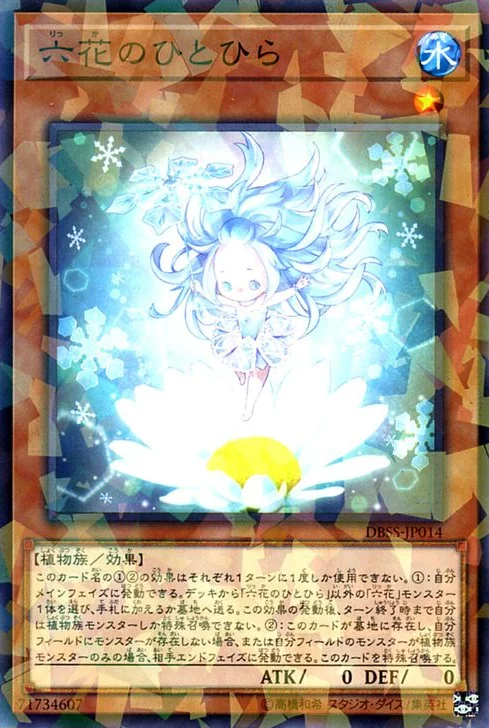 六花のひとひら
水
DBSS-JP014
【植物族/効果】
このカード名の①②の効果はそれぞれ1ターンに1度しか使用できない。①:自分
メインフェイズに発動できる。デッキから「六花のひとひら」以外の「六花」モンスター
1体を選び、手札に加えるか墓地へ送る。この効果の発動後、ターン終了時まで自分
は植物族モンスターしか特殊召喚できない。②:このカードが墓地に存在し、自分
フィールドにモンスターが存在しない場合、または自分フィールドのモンスターが植物族
モンスターのみの場合、相手エンドフェイズに発動できる。このカードを特殊召喚する。
ATK/ 0 DEF/ 0
71734607 ©高橋和希 スタジオ・ダイス/集英社